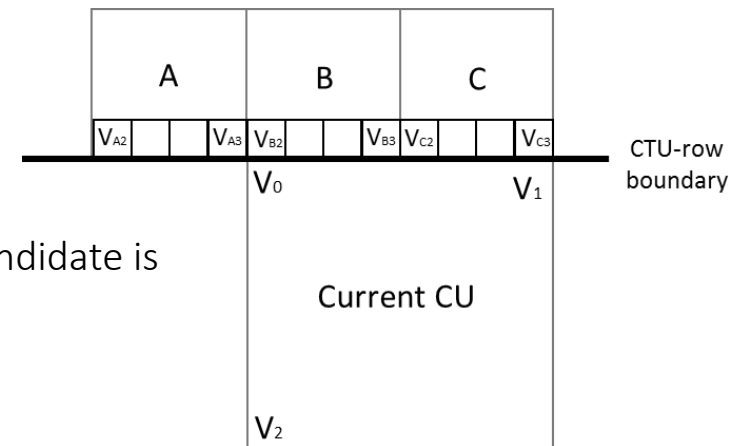 A B C
VA2 VA3 VB2 VB3 VC2 VC3
CTU-row
boundary
V0 V1
ndidate is
Current CU
V2